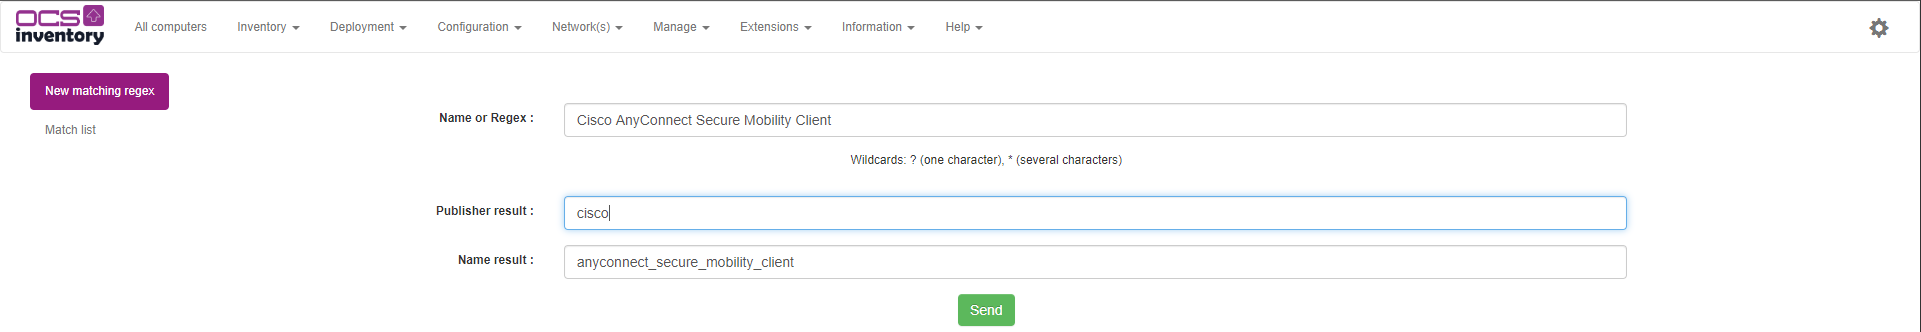 OCS inventory
All computers Inventory Deployment Configuration Network(s) Manage Extensions Information Help
New matching regex
Match list
Name or Regex : Cisco AnyConnect Secure Mobility Client
Wildcards: ? (one character), * (several characters)
Publisher result : cisco
Name result : anyconnect_secure_mobility_client
Send